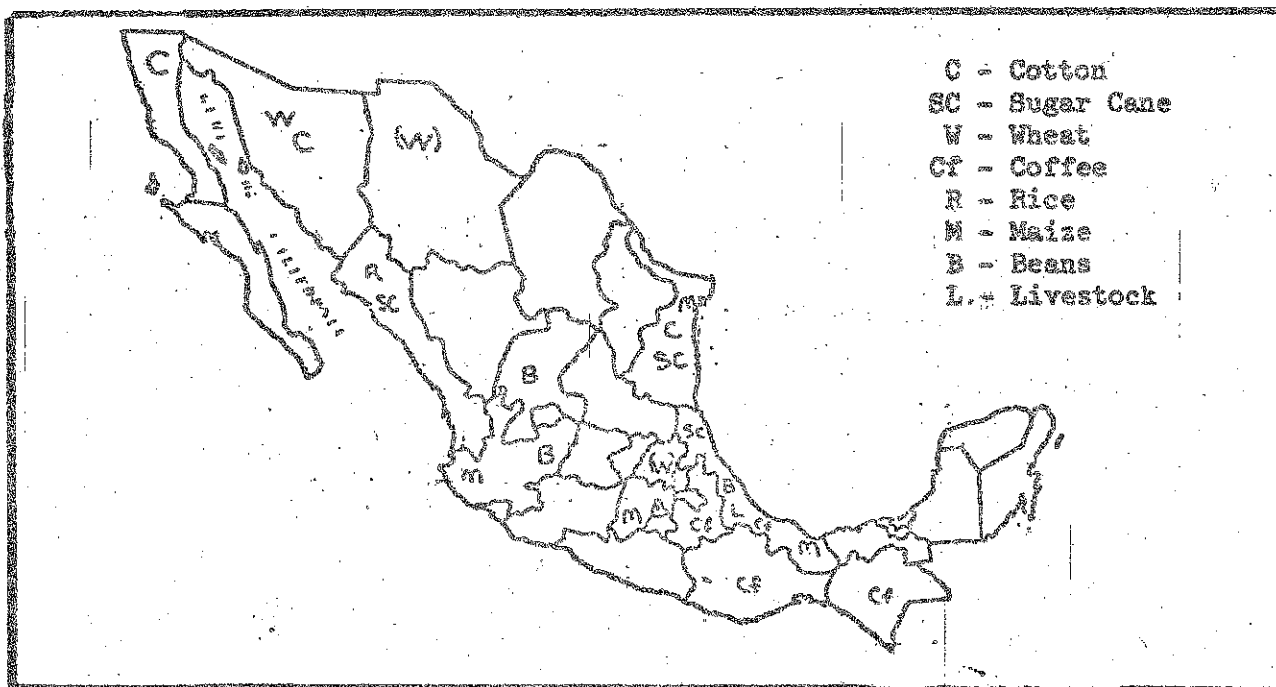 C - Cotton
SC - Sugar Cane
W - Wheat
Cf - Coffee
R - Rice
M - Maize
B - Beans
L. - Livestock
C
W
C
(W)
M
R
SC
C
SC
B
SC
B
(W)
M
B
L
M
Cf
Cf
M
Cf
Cf